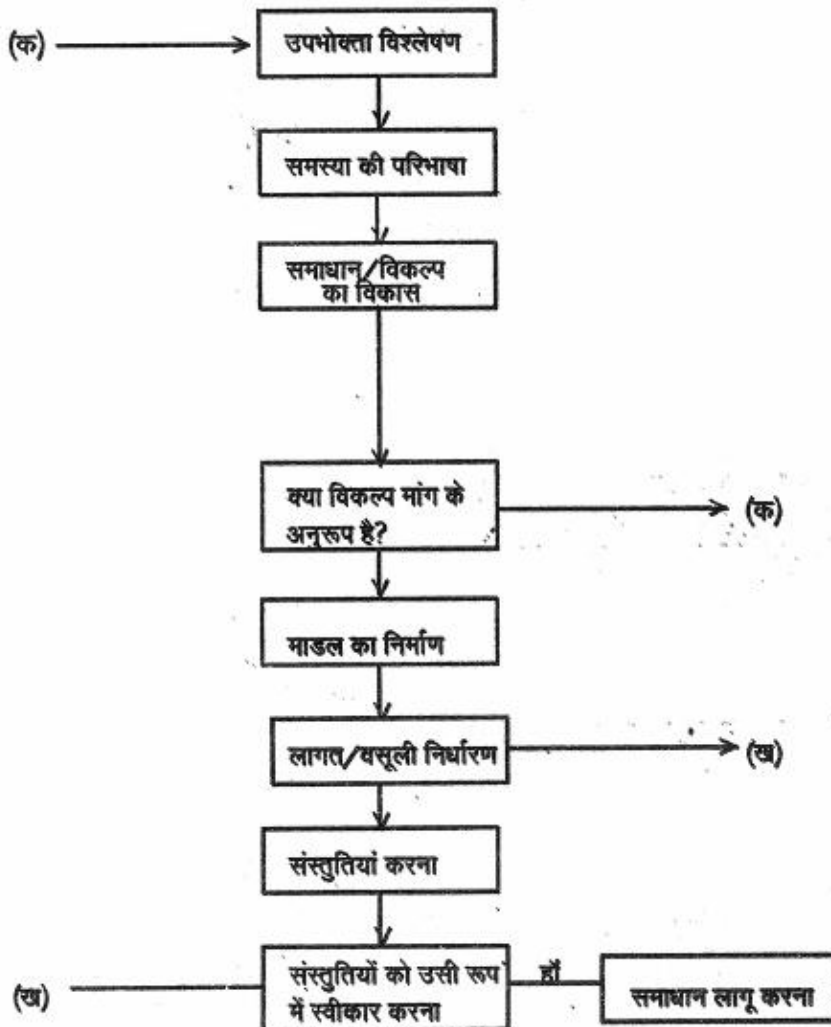 (क)
उपभोक्ता विश्लेषण
समस्या की परिभाषा
समाधान/विकल्प
का विकास
क्या विकल्प मांग के
अनुरूप है?
(क)
माडल का निर्माण
लागत/वसूली निर्धारण
(ख)
संस्तुतियां करना
(ख)
संस्तुतियों को उसी रूप
में स्वीकार करना
हाँ
समाधान लागू करना